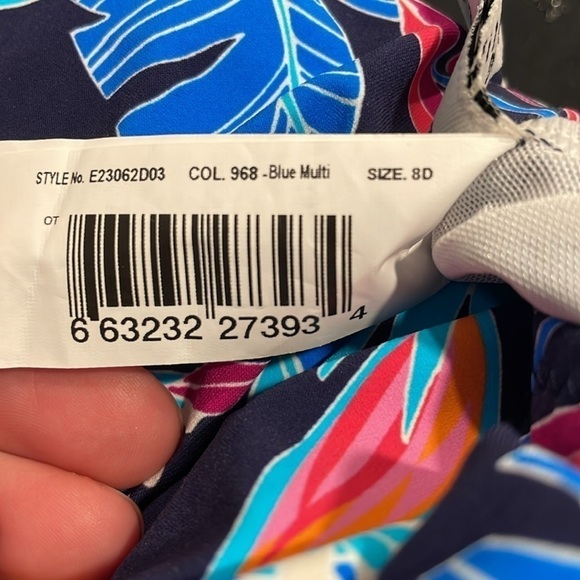 STYLE No. E23062D03 COL. 968 -Blue Multi SIZE. 8D
OT
6 63232 27393 4